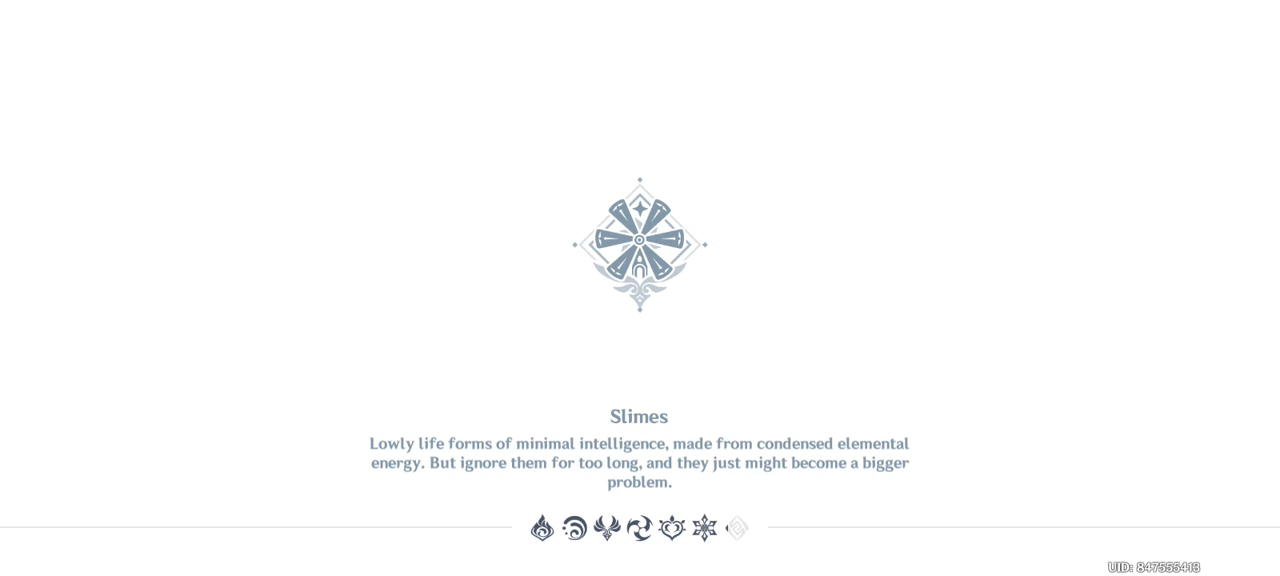 Slimes
Lowly life forms of minimal intelligence, made from condensed elemental
energy. But ignore them for too long, and they just might become a bigger
problem.
UID: 847555413